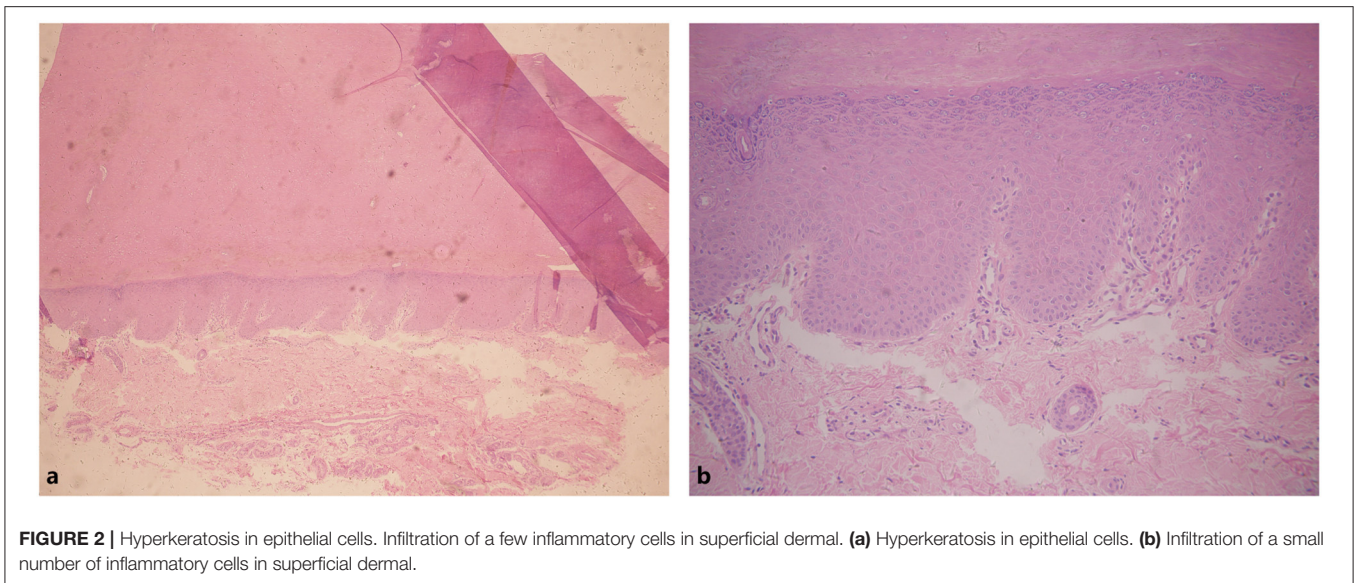 a
b
FIGURE 2 | Hyperkeratosis in epithelial cells. Infiltration of a few inflammatory cells in superficial dermal. (a) Hyperkeratosis in epithelial cells. (b) Infiltration of a small
number of inflammatory cells in superficial dermal.